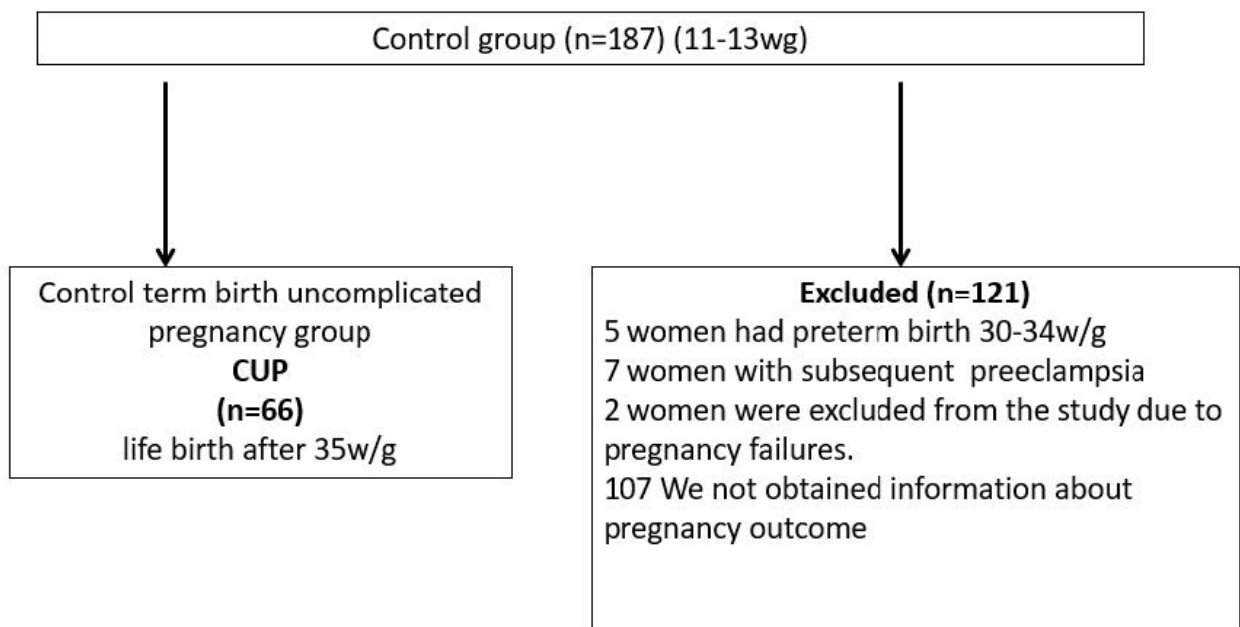 Control group (n=187) (11-13wg)
Control term birth uncomplicated
pregnancy group
CUP
(n=66)
life birth after 35w/g
Excluded (n=121)
5 women had preterm birth 30-34w/g
7 women with subsequent preeclampsia
2 women were excluded from the study due to
pregnancy failures.
107 We not obtained information about
pregnancy outcome